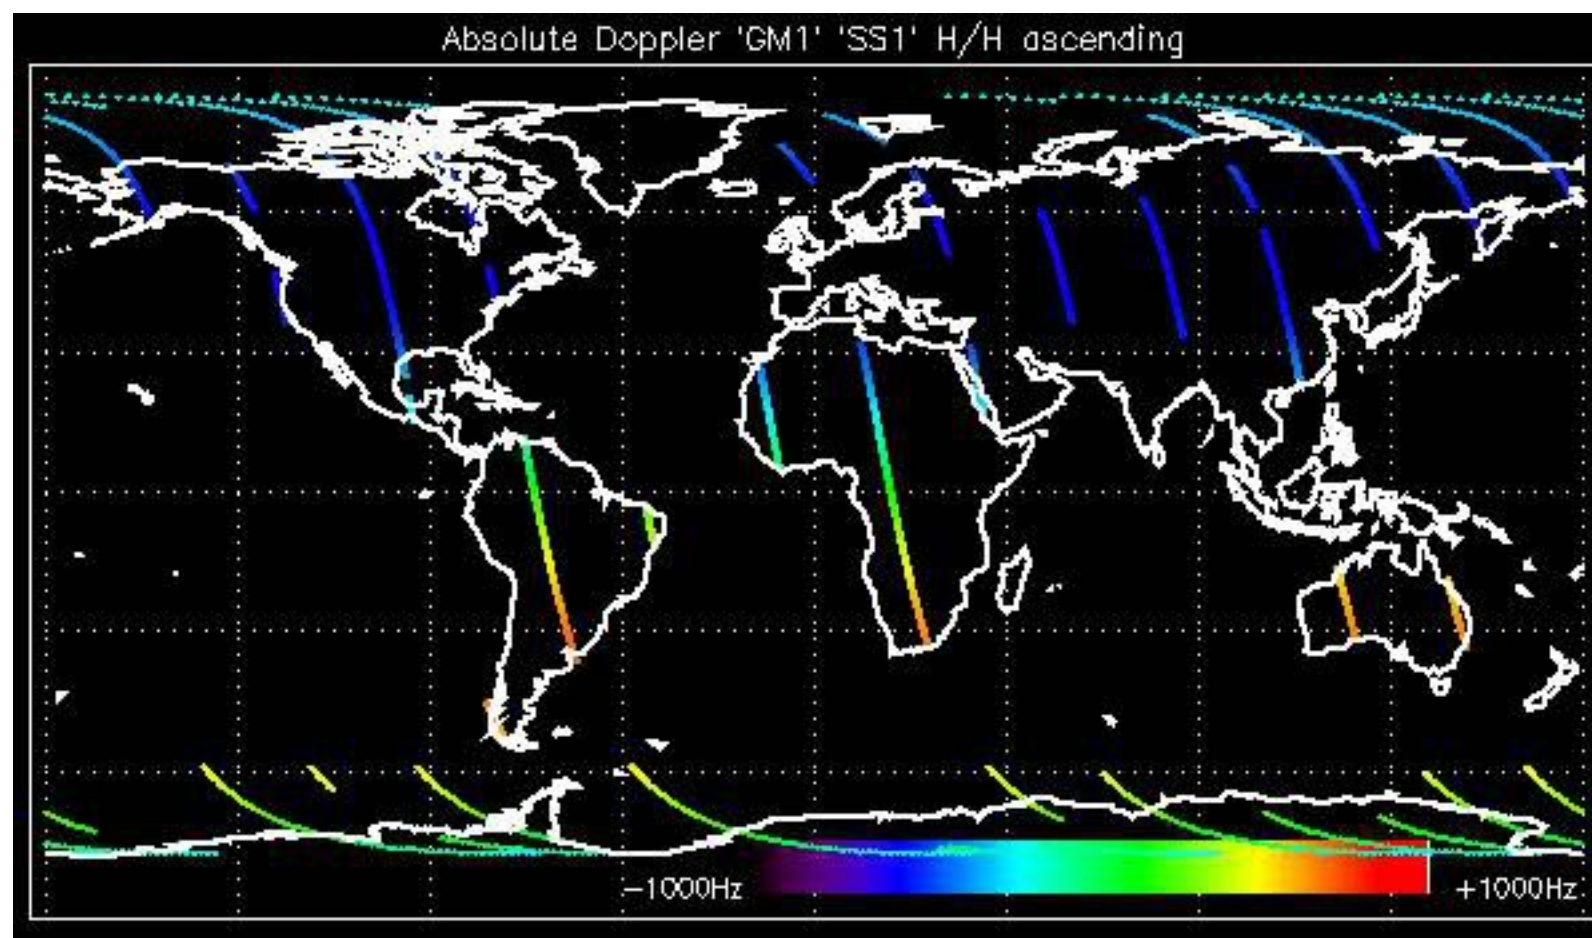 Absolute Doppler 'GM1' 'SS1' H/H ascending
-1000Hz
+1000Hz